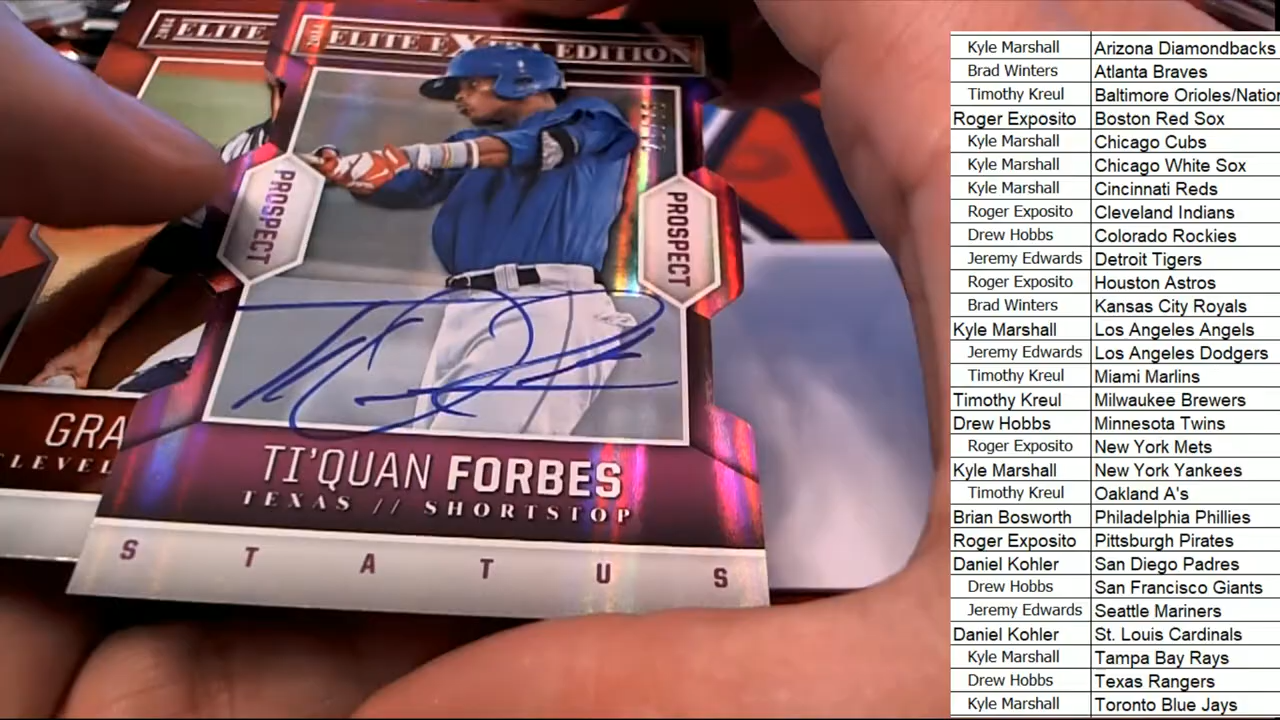 2014 ELITE
2014 ELITE EXTRA EDITION
PROSPECT
PROSPECT
GRA
CLEVEL
TI'QUAN FORBES
TEXAS // SHORTSTOP
STATUS
Kyle Marshall Arizona Diamondbacks
Brad Winters Atlanta Braves
Timothy Kreul Baltimore Orioles/Nation
Roger Exposito Boston Red Sox
Kyle Marshall Chicago Cubs
Kyle Marshall Chicago White Sox
Kyle Marshall Cincinnati Reds
Roger Exposito Cleveland Indians
Drew Hobbs Colorado Rockies
Jeremy Edwards Detroit Tigers
Roger Exposito Houston Astros
Brad Winters Kansas City Royals
Kyle Marshall Los Angeles Angels
Jeremy Edwards Los Angeles Dodgers
Timothy Kreul Miami Marlins
Timothy Kreul Milwaukee Brewers
Drew Hobbs Minnesota Twins
Roger Exposito New York Mets
Kyle Marshall New York Yankees
Timothy Kreul Oakland A's
Brian Bosworth Philadelphia Phillies
Roger Exposito Pittsburgh Pirates
Daniel Kohler San Diego Padres
Drew Hobbs San Francisco Giants
Jeremy Edwards Seattle Mariners
Daniel Kohler St. Louis Cardinals
Kyle Marshall Tampa Bay Rays
Drew Hobbs Texas Rangers
Kyle Marshall Toronto Blue Jays